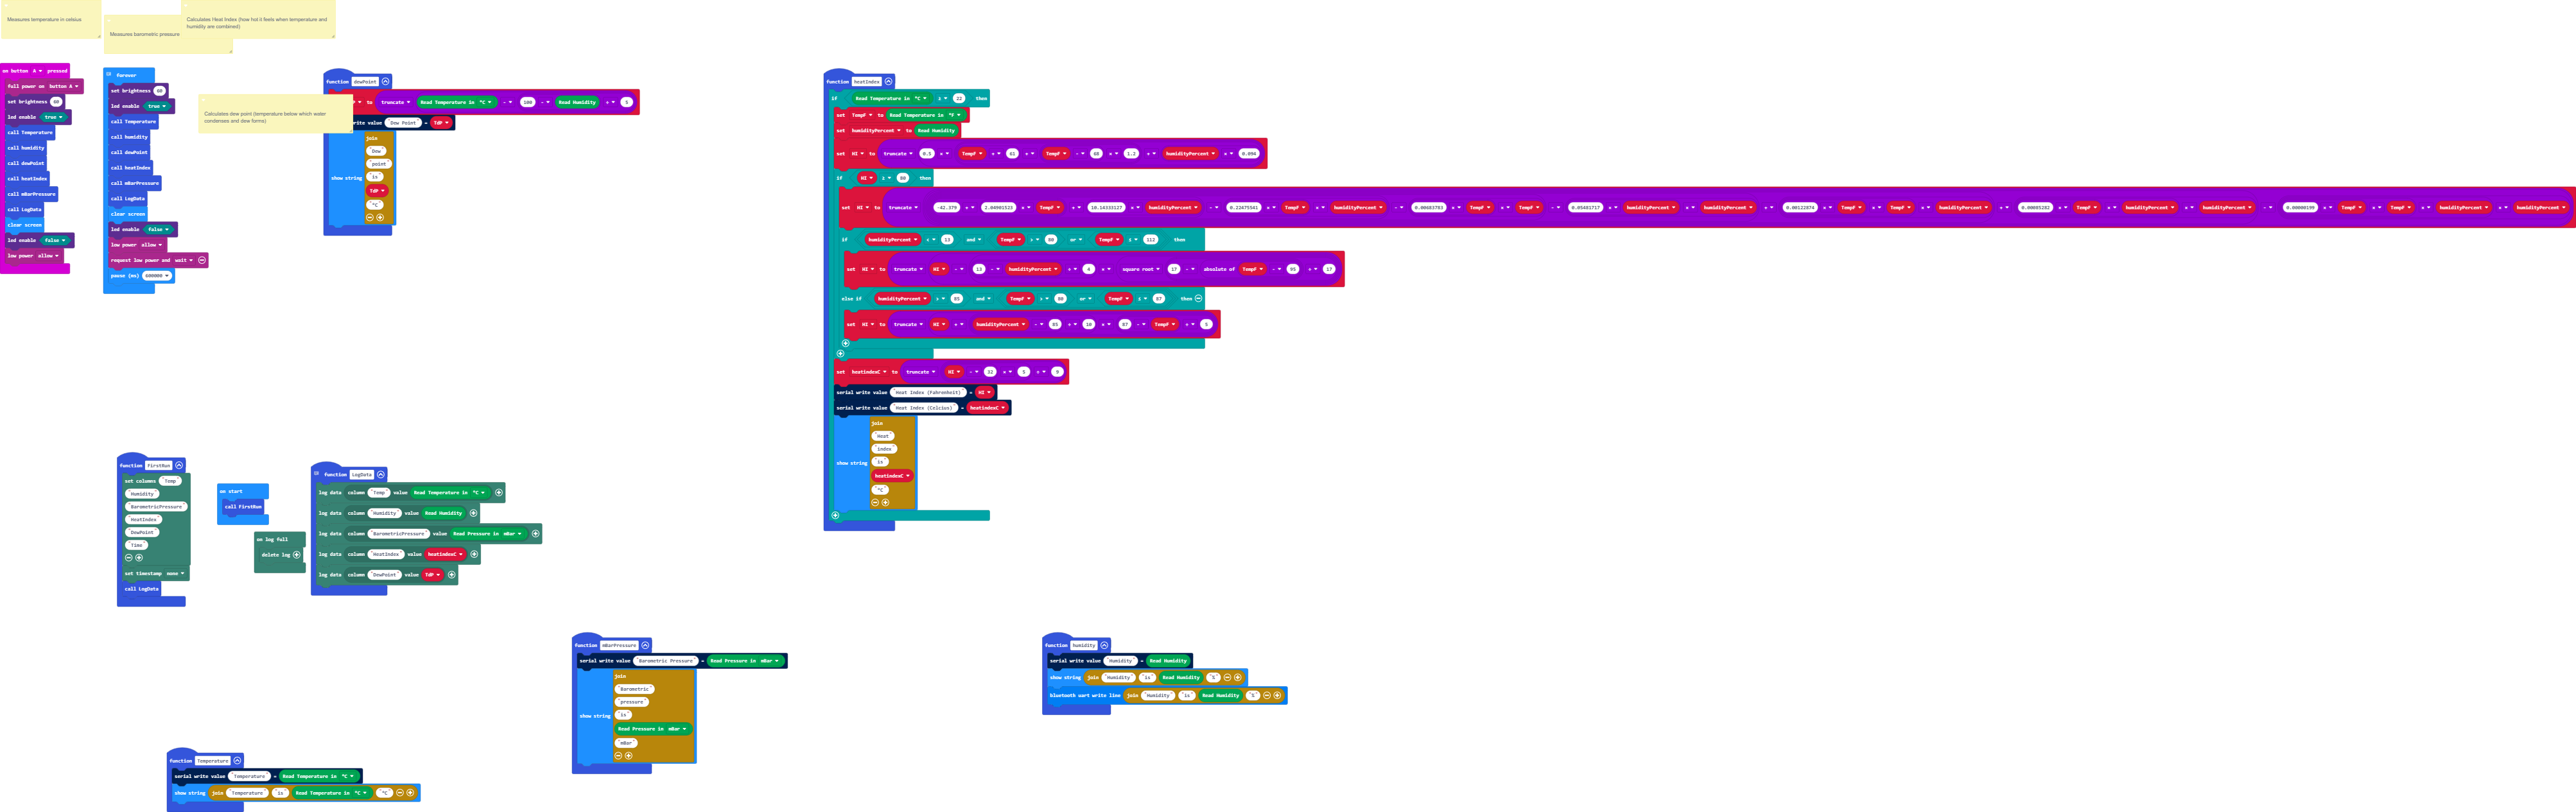 Measures temperature in celsius
Measures barometric pressure
Calculates Heat Index (how hot it feels when temperature and
humidity are combined)
on button A pressed
full power on button A
set brightness 60
led enable true
call Temperature
call humidity
call dewPoint
call heatIndex
call mBarPressure
call LogData
clear screen
led enable false
low power allow
forever
set brightness 60
led enable true
call Temperature
call humidity
call dewPoint
call heatIndex
call mBarPressure
call LogData
clear screen
led enable false
low power allow
request low power and wait
pause (ms) 600000
Calculates dew point (temperature below which water
condenses and dew forms)
function dewPoint
to truncate Read Temperature in °C - 100 - Read Humidity ÷ 5
write value "Dew Point" = TdP
show string join
"Dew"
"point"
"is"
TdP
"°C"
function heatIndex
if Read Temperature in °C ≥ 22 then
set TempF to Read Temperature in °F
set humidityPercent to Read Humidity
set HI to truncate 0.5 × TempF + 61 + TempF - 68 × 1.2 + humidityPercent × 0.094
if HI ≥ 80 then
set HI to truncate -42.379 + 2.04901523 × TempF + 10.14333127 × humidityPercent - 0.22475541 × TempF × humidityPercent - 0.00683783 × TempF × TempF - 0.05481717 × humidityPercent × humidityPercent + 0.00122874 × TempF × TempF × humidityPercent + 0.00085282 × TempF × humidityPercent × humidityPercent - 0.00000199 × TempF × TempF × humidityPercent × humidityPercent
if humidityPercent < 13 and TempF > 80 or TempF ≤ 112 then
set HI to truncate HI - 13 - humidityPercent ÷ 4 × square root 17 - absolute of TempF - 95 ÷ 17
else if humidityPercent > 85 and TempF > 80 or TempF ≤ 87 then
set HI to truncate HI + humidityPercent - 85 ÷ 10 × 87 - TempF ÷ 5
set heatindexC to truncate HI - 32 × 5 ÷ 9
serial write value "Heat Index (Fahrenheit)" = HI
serial write value "Heat Index (Celcius)" = heatindexC
show string join
"Heat"
"index"
"is"
heatindexC
"°C"
function FirstRun
set columns "Temp"
"Humidity"
"BarometricPressure"
"HeatIndex"
"DewPoint"
"Time"
set timestamp none
call LogData
on start
call FirstRun
on log full
delete log
function LogData
log data column "Temp" value Read Temperature in °C
log data column "Humidity" value Read Humidity
log data column "BarometricPressure" value Read Pressure in mBar
log data column "HeatIndex" value heatindexC
log data column "DewPoint" value TdP
function mBarPressure
serial write value "Barometric Pressure" = Read Pressure in mBar
show string join
"Barometric"
"pressure"
"is"
Read Pressure in mBar
"mBar"
function humidity
serial write value "Humidity" = Read Humidity
show string join "Humidity" "is" Read Humidity "%"
bluetooth uart write line join "Humidity" "is" Read Humidity "%"
function Temperature
serial write value "Temperature" = Read Temperature in °C
show string join "Temperature" "is" Read Temperature in °C "°C"